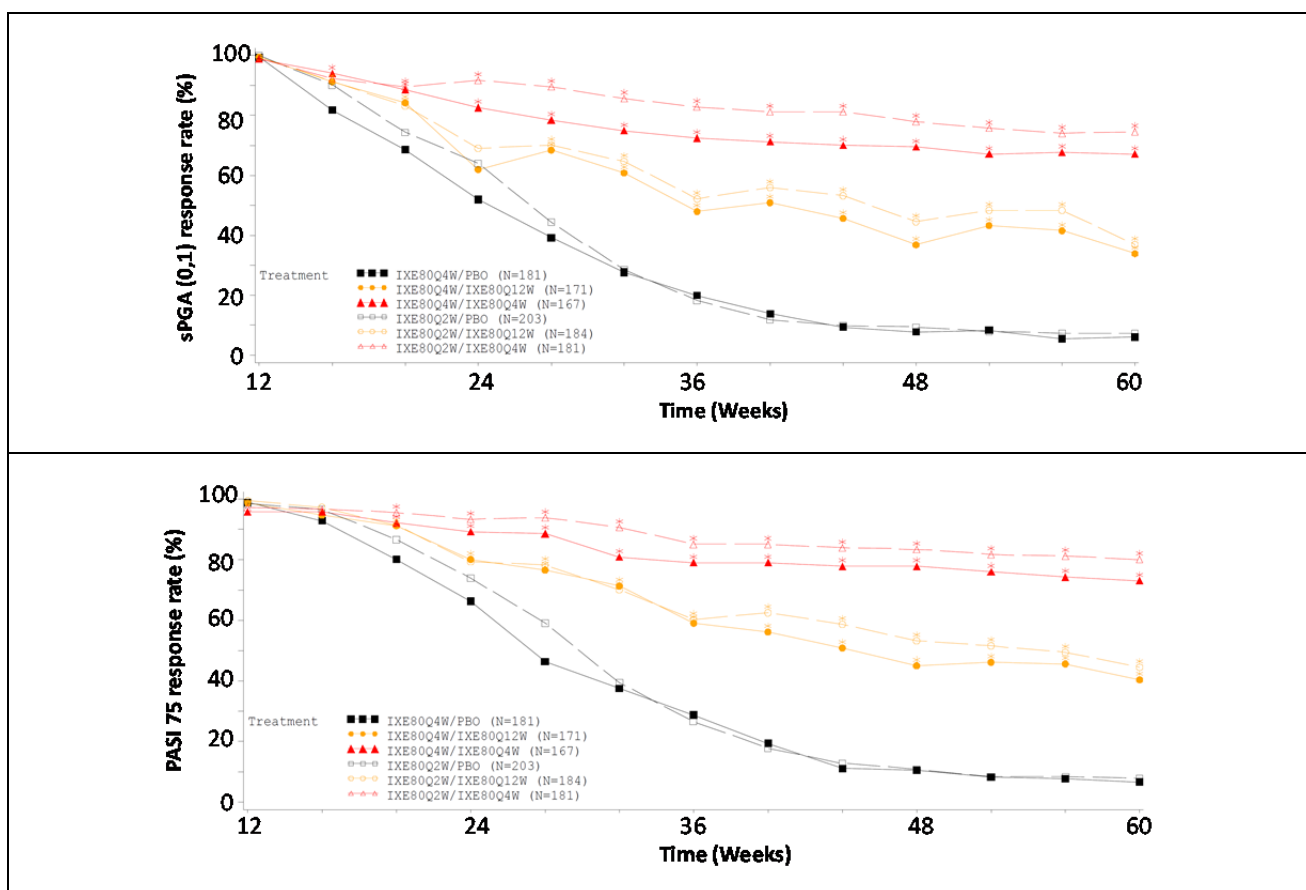 sPGA (0,1) response rate (%)
100
80
60
40
20
0
Treatment
IXE80Q4W/PBO (N=181)
IXE80Q4W/IXE80Q12W (N=171)
IXE80Q4W/IXE80Q4W (N=167)
IXE80Q2W/PBO (N=203)
IXE80Q2W/IXE80Q12W (N=184)
IXE80Q2W/IXE80Q4W (N=181)
12 24 36 48 60
Time (Weeks)
PASI 75 response rate (%)
100
80
60
40
20
0
Treatment
IXE80Q4W/PBO (N=181)
IXE80Q4W/IXE80Q12W (N=171)
IXE80Q4W/IXE80Q4W (N=167)
IXE80Q2W/PBO (N=203)
IXE80Q2W/IXE80Q12W (N=184)
IXE80Q2W/IXE80Q4W (N=181)
12 24 36 48 60
Time (Weeks)